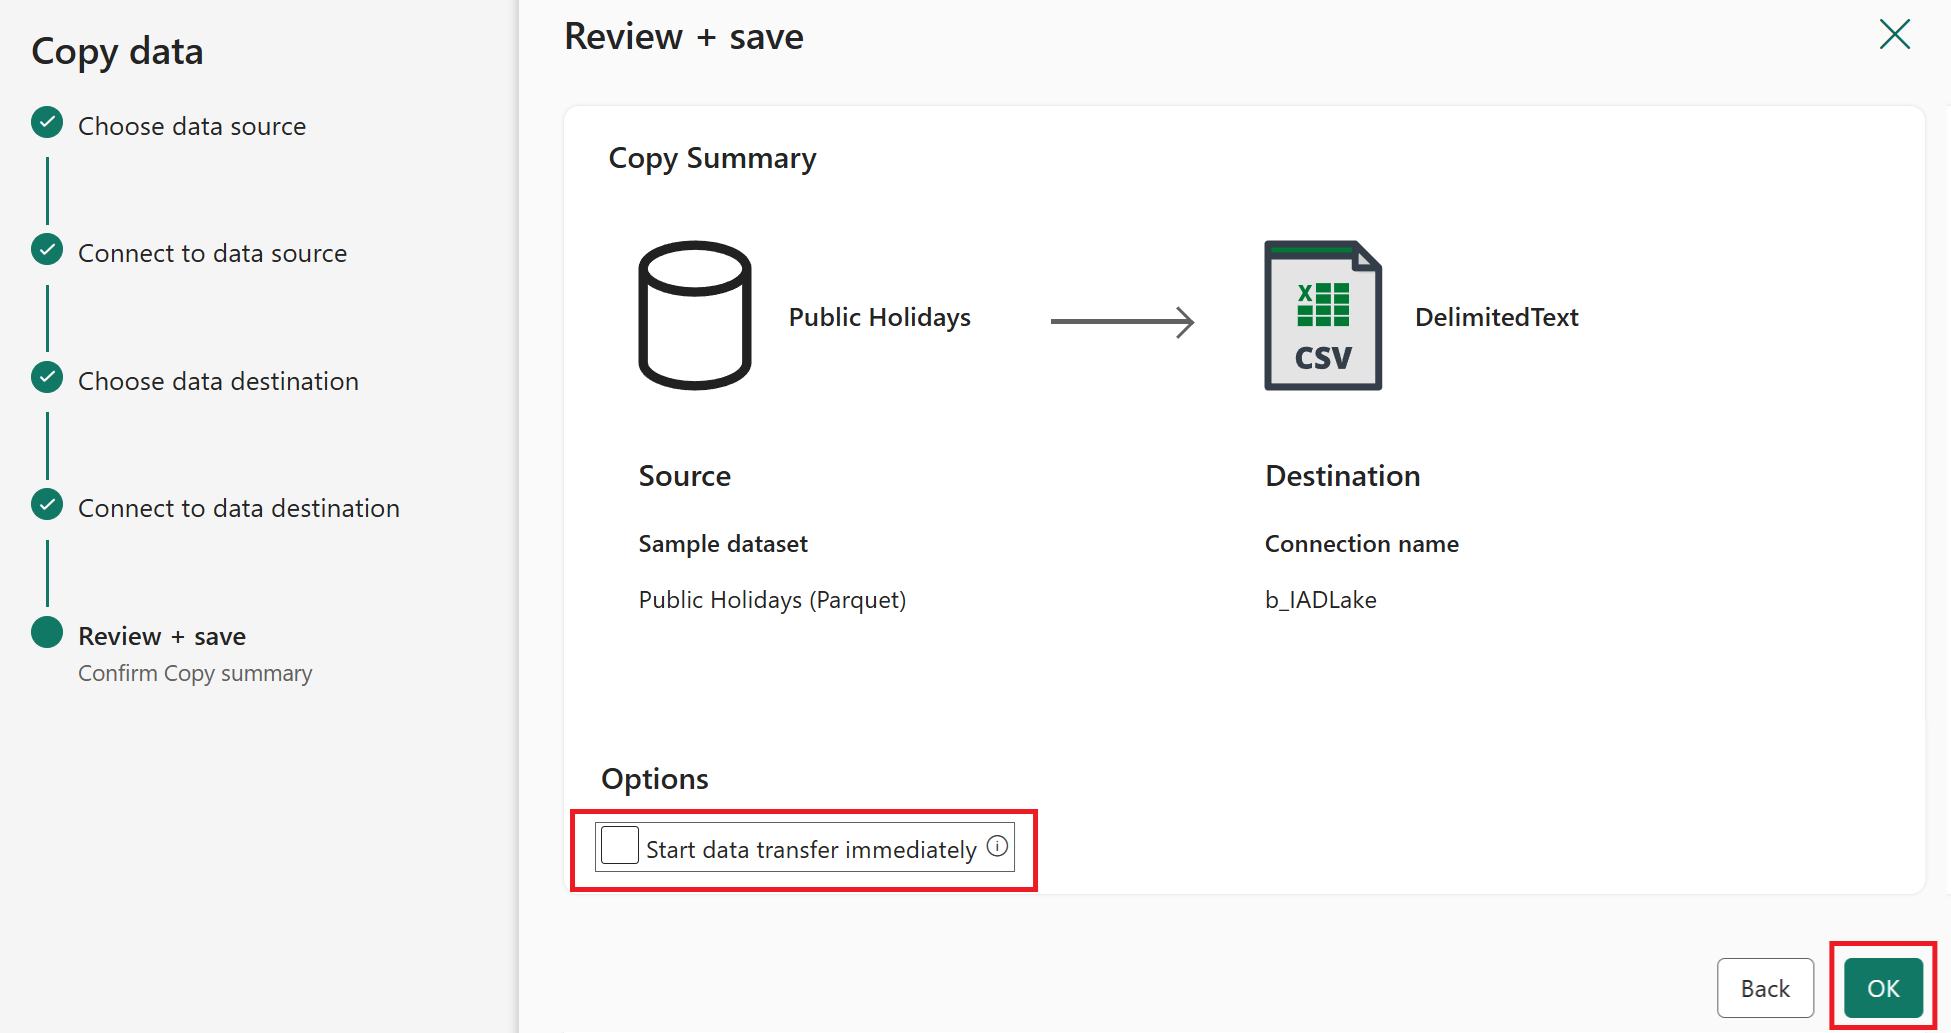 Copy data
Choose data source
Connect to data source
Choose data destination
Connect to data destination
Review + save
Confirm Copy summary
Review + save
Copy Summary
Public Holidays
X
CSV
DelimitedText
Source
Destination
Sample dataset
Connection name
Public Holidays (Parquet)
b_IADLake
Options
Start data transfer immediately
Back
OK